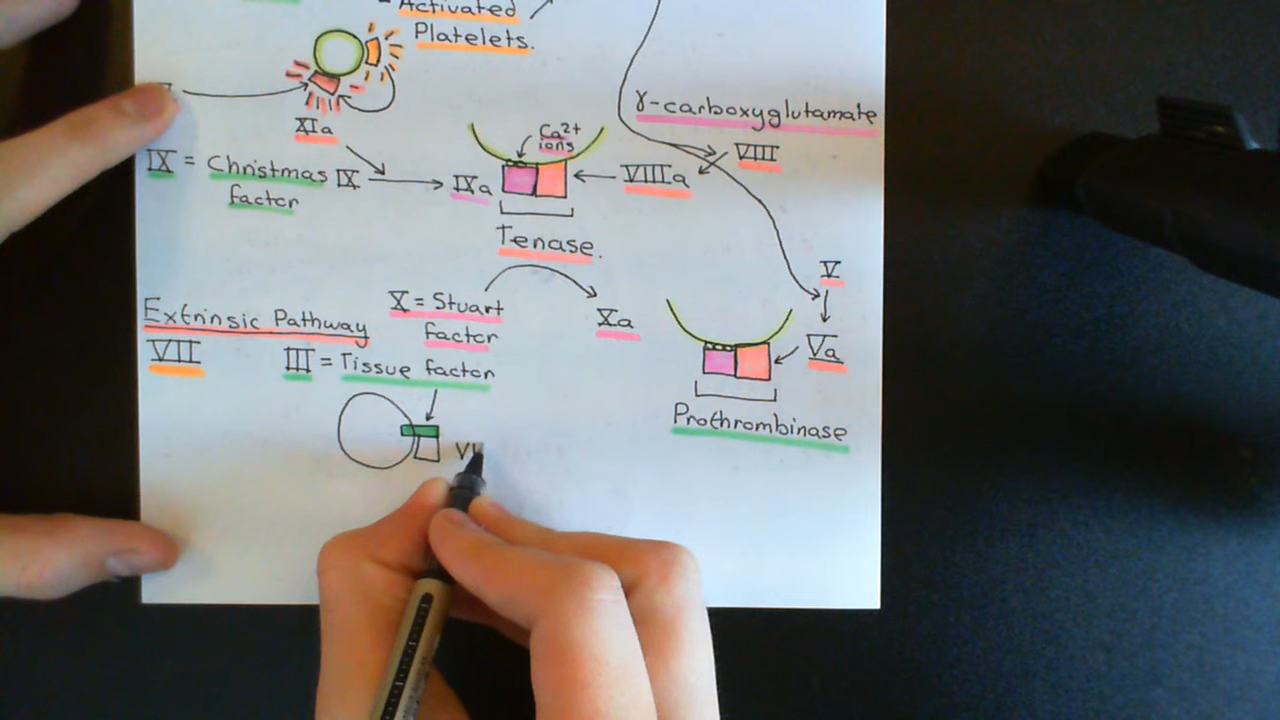 - Activated
Platelets.
XIa
Ca2+
ions
γ-carboxyglutamate
VIII
IX = Christmas
factor
IX
IXa
VIIIa
Tenase.
X = Stuart
factor
Xa
V
Va
Extrinsic Pathway
VII
III = Tissue factor
Prothrombinase
VI